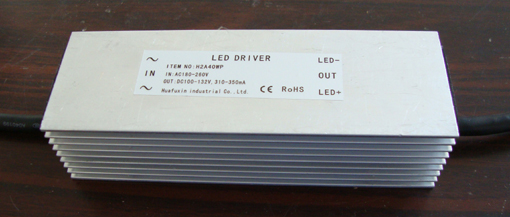 LED DRIVER
ITEM NO:H2A40WP
IN:AC180-260V
OUT:DC100-132V, 310-350mA
Huafuxin industrial Co.,Ltd.
~
IN
~
CE RoHS
LED-
OUT
LED+